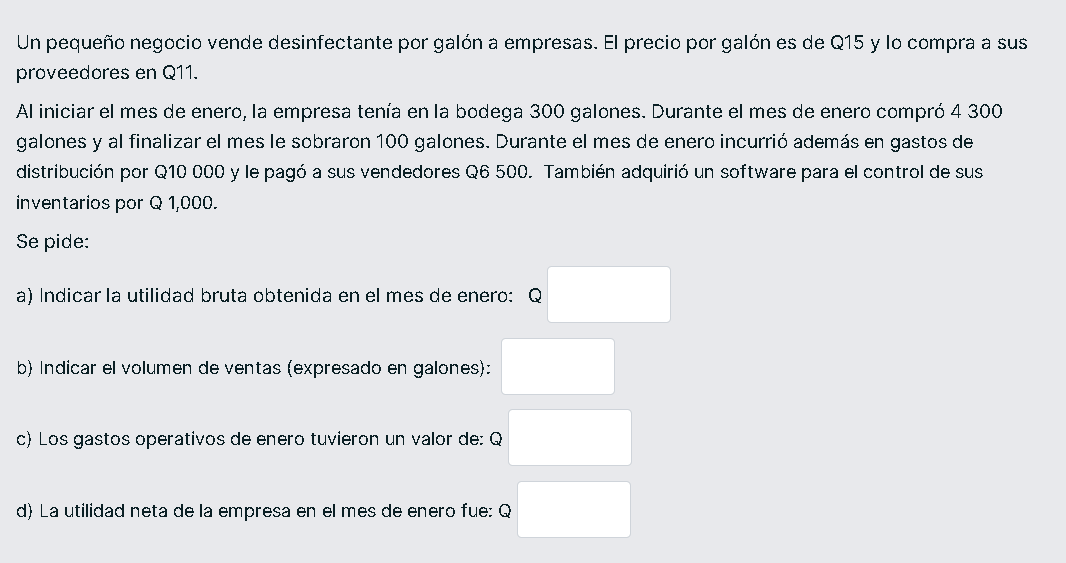 Un pequeño negocio vende desinfectante por galón a empresas. El precio por galón es de Q15 y lo compra a sus
proveedores en Q11.
Al iniciar el mes de enero, la empresa tenía en la bodega 300 galones. Durante el mes de enero compró 4 300
galones y al finalizar el mes le sobraron 100 galones. Durante el mes de enero incurrió además en gastos de
distribución por Q10 000 y le pagó a sus vendedores Q6 500. También adquirió un software para el control de sus
inventarios por Q 1,000.
Se pide:
a) Indicar la utilidad bruta obtenida en el mes de enero: Q
b) Indicar el volumen de ventas (expresado en galones):
c) Los gastos operativos de enero tuvieron un valor de: Q
d) La utilidad neta de la empresa en el mes de enero fue: Q